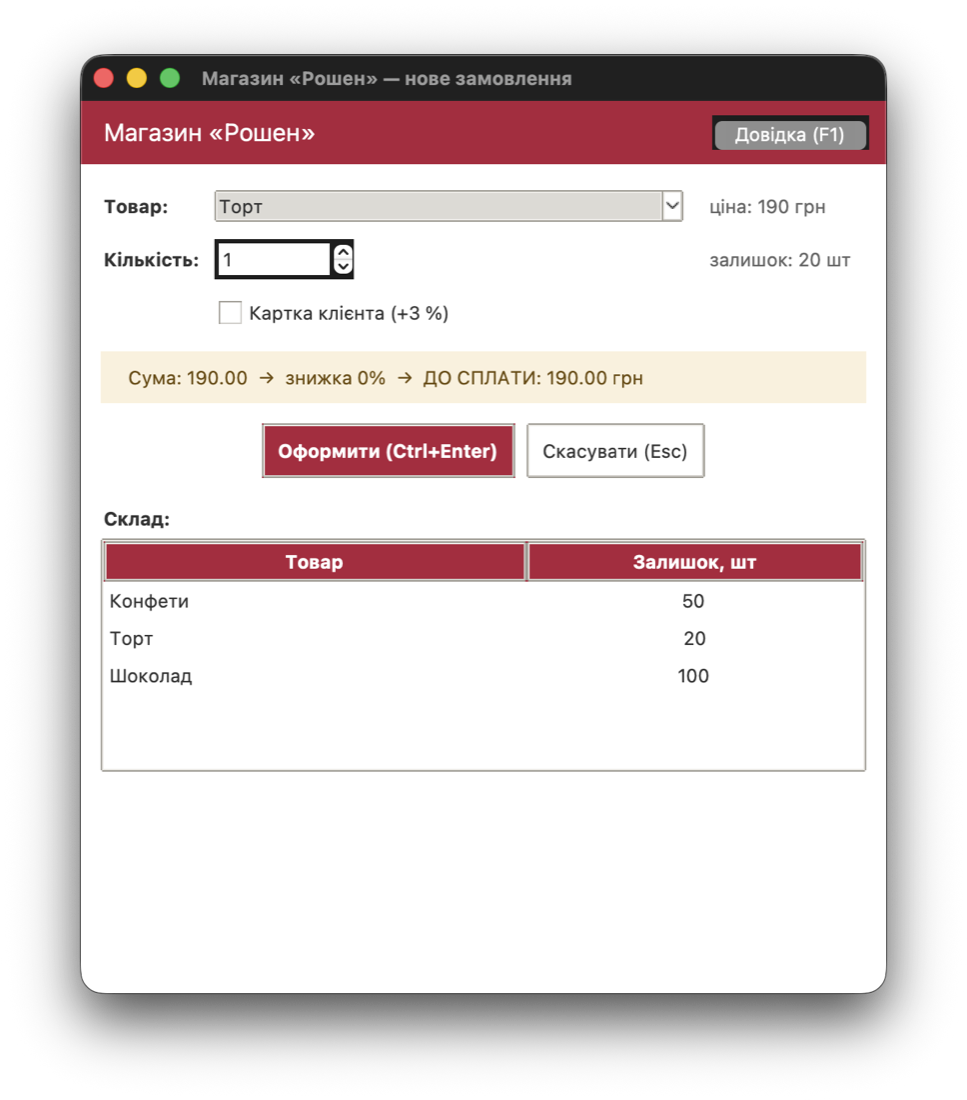 Магазин «Рошен» — нове замовлення
Магазин «Рошен»
Довідка (F1)
Товар: Торт ціна: 190 грн
Кількість: 1 залишок: 20 шт
Картка клієнта (+3 %)
Сума: 190.00 → знижка 0% → ДО СПЛАТИ: 190.00 грн
Оформити (Ctrl+Enter) Скасувати (Esc)
Склад:
Товар Залишок, шт
Конфети 50
Торт 20
Шоколад 100